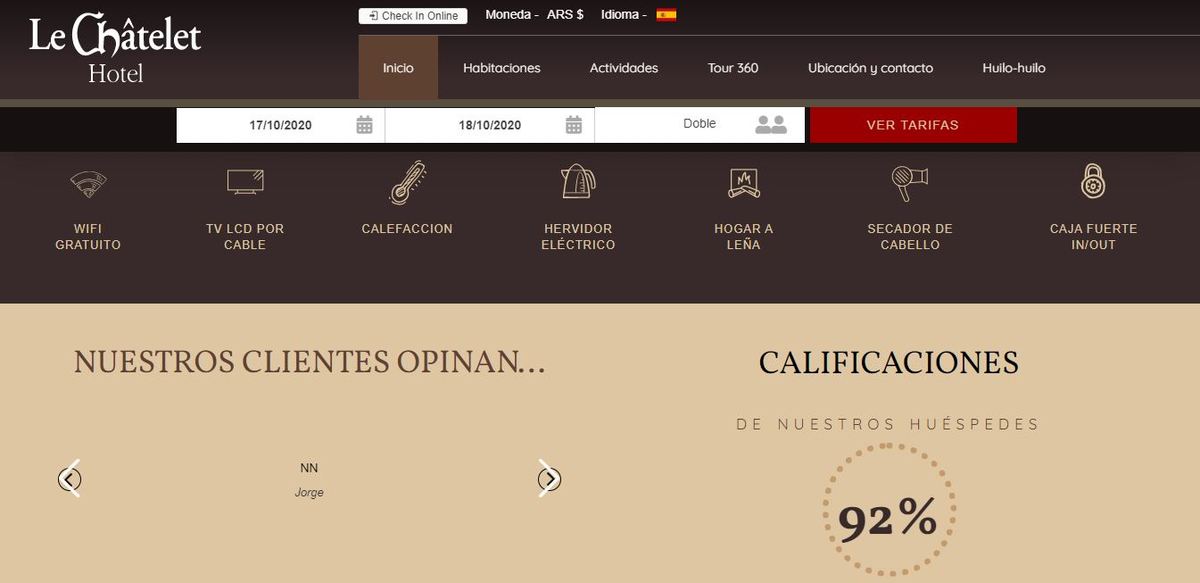 Le Châtelet
Hotel
Check In Online
Moneda - ARS $
Idioma -
Inicio
Habitaciones
Actividades
Tour 360
Ubicación y contacto
Huilo-huilo
17/10/2020
18/10/2020
Doble
VER TARIFAS
WIFI
GRATUITO
TV LCD POR
CABLE
CALEFACCION
HERVIDOR
ELÉCTRICO
HOGAR A
LEÑA
SECADOR DE
CABELLO
CAJA FUERTE
IN/OUT
NUESTROS CLIENTES OPINAN...
NN
Jorge
CALIFICACIONES
DE NUESTROS HUÉSPEDES
92%